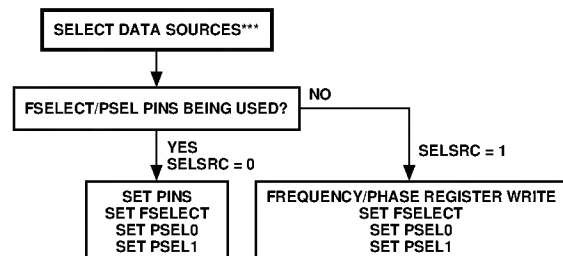 SELECT DATA SOURCES***
FSELECT/PSEL PINS BEING USED?
NO
YES
SELSRC = 0
SELSRC = 1
SET PINS
SET FSELECT
SET PSEL0
SET PSEL1
FREQUENCY/PHASE REGISTER WRITE
SET FSELECT
SET PSEL0
SET PSEL1